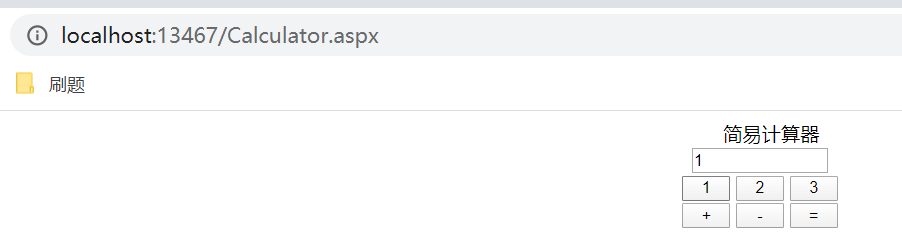 localhost:13467/Calculator.aspx
刷题
简易计算器
1
1 2 3
+ - =